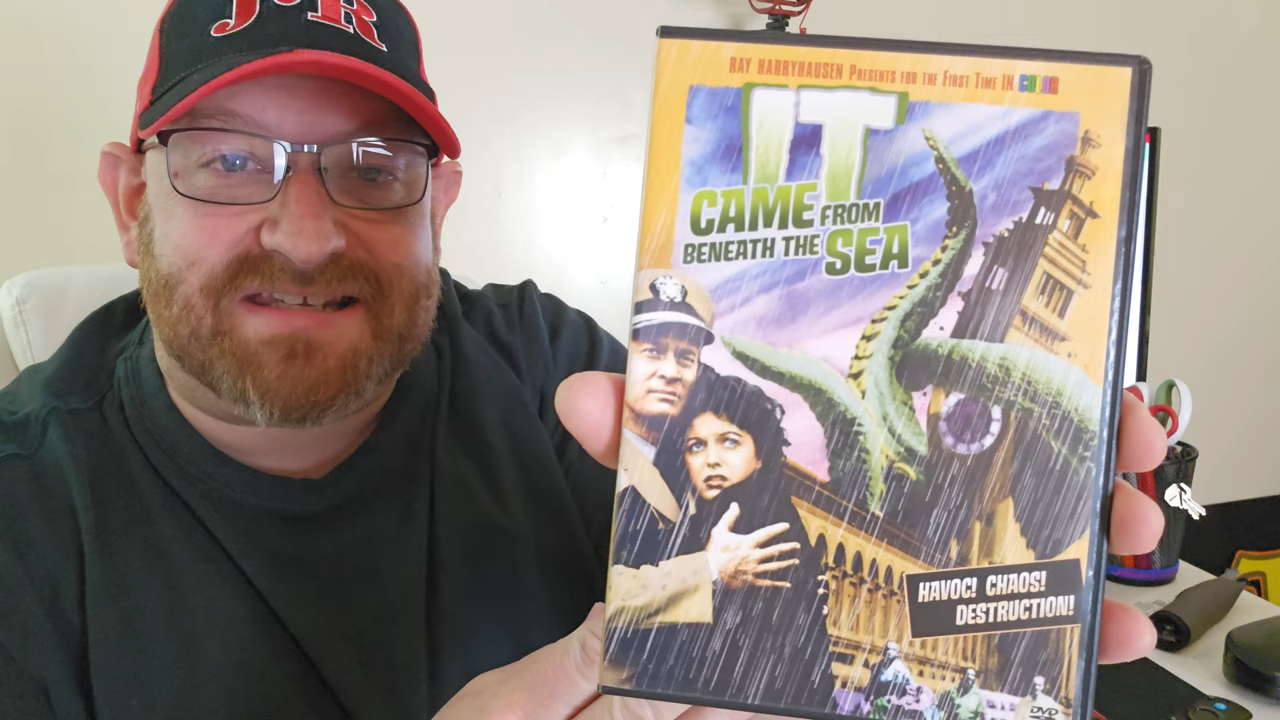 J R
RAY HARRYHAUSEN PRESENTS FOR THE FIRST TIME IN COLOR
IT
CAME FROM
BENEATH THE SEA
HAVOC! CHAOS!
DESTRUCTION!
DVD